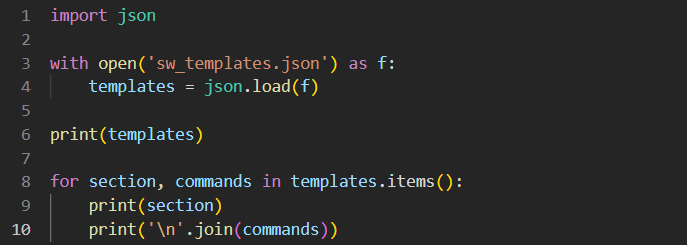 1 import json
2
3 with open('sw_templates.json') as f:
4     templates = json.load(f)
5
6 print(templates)
7
8 for section, commands in templates.items():
9     print(section)
10     print('\n'.join(commands))